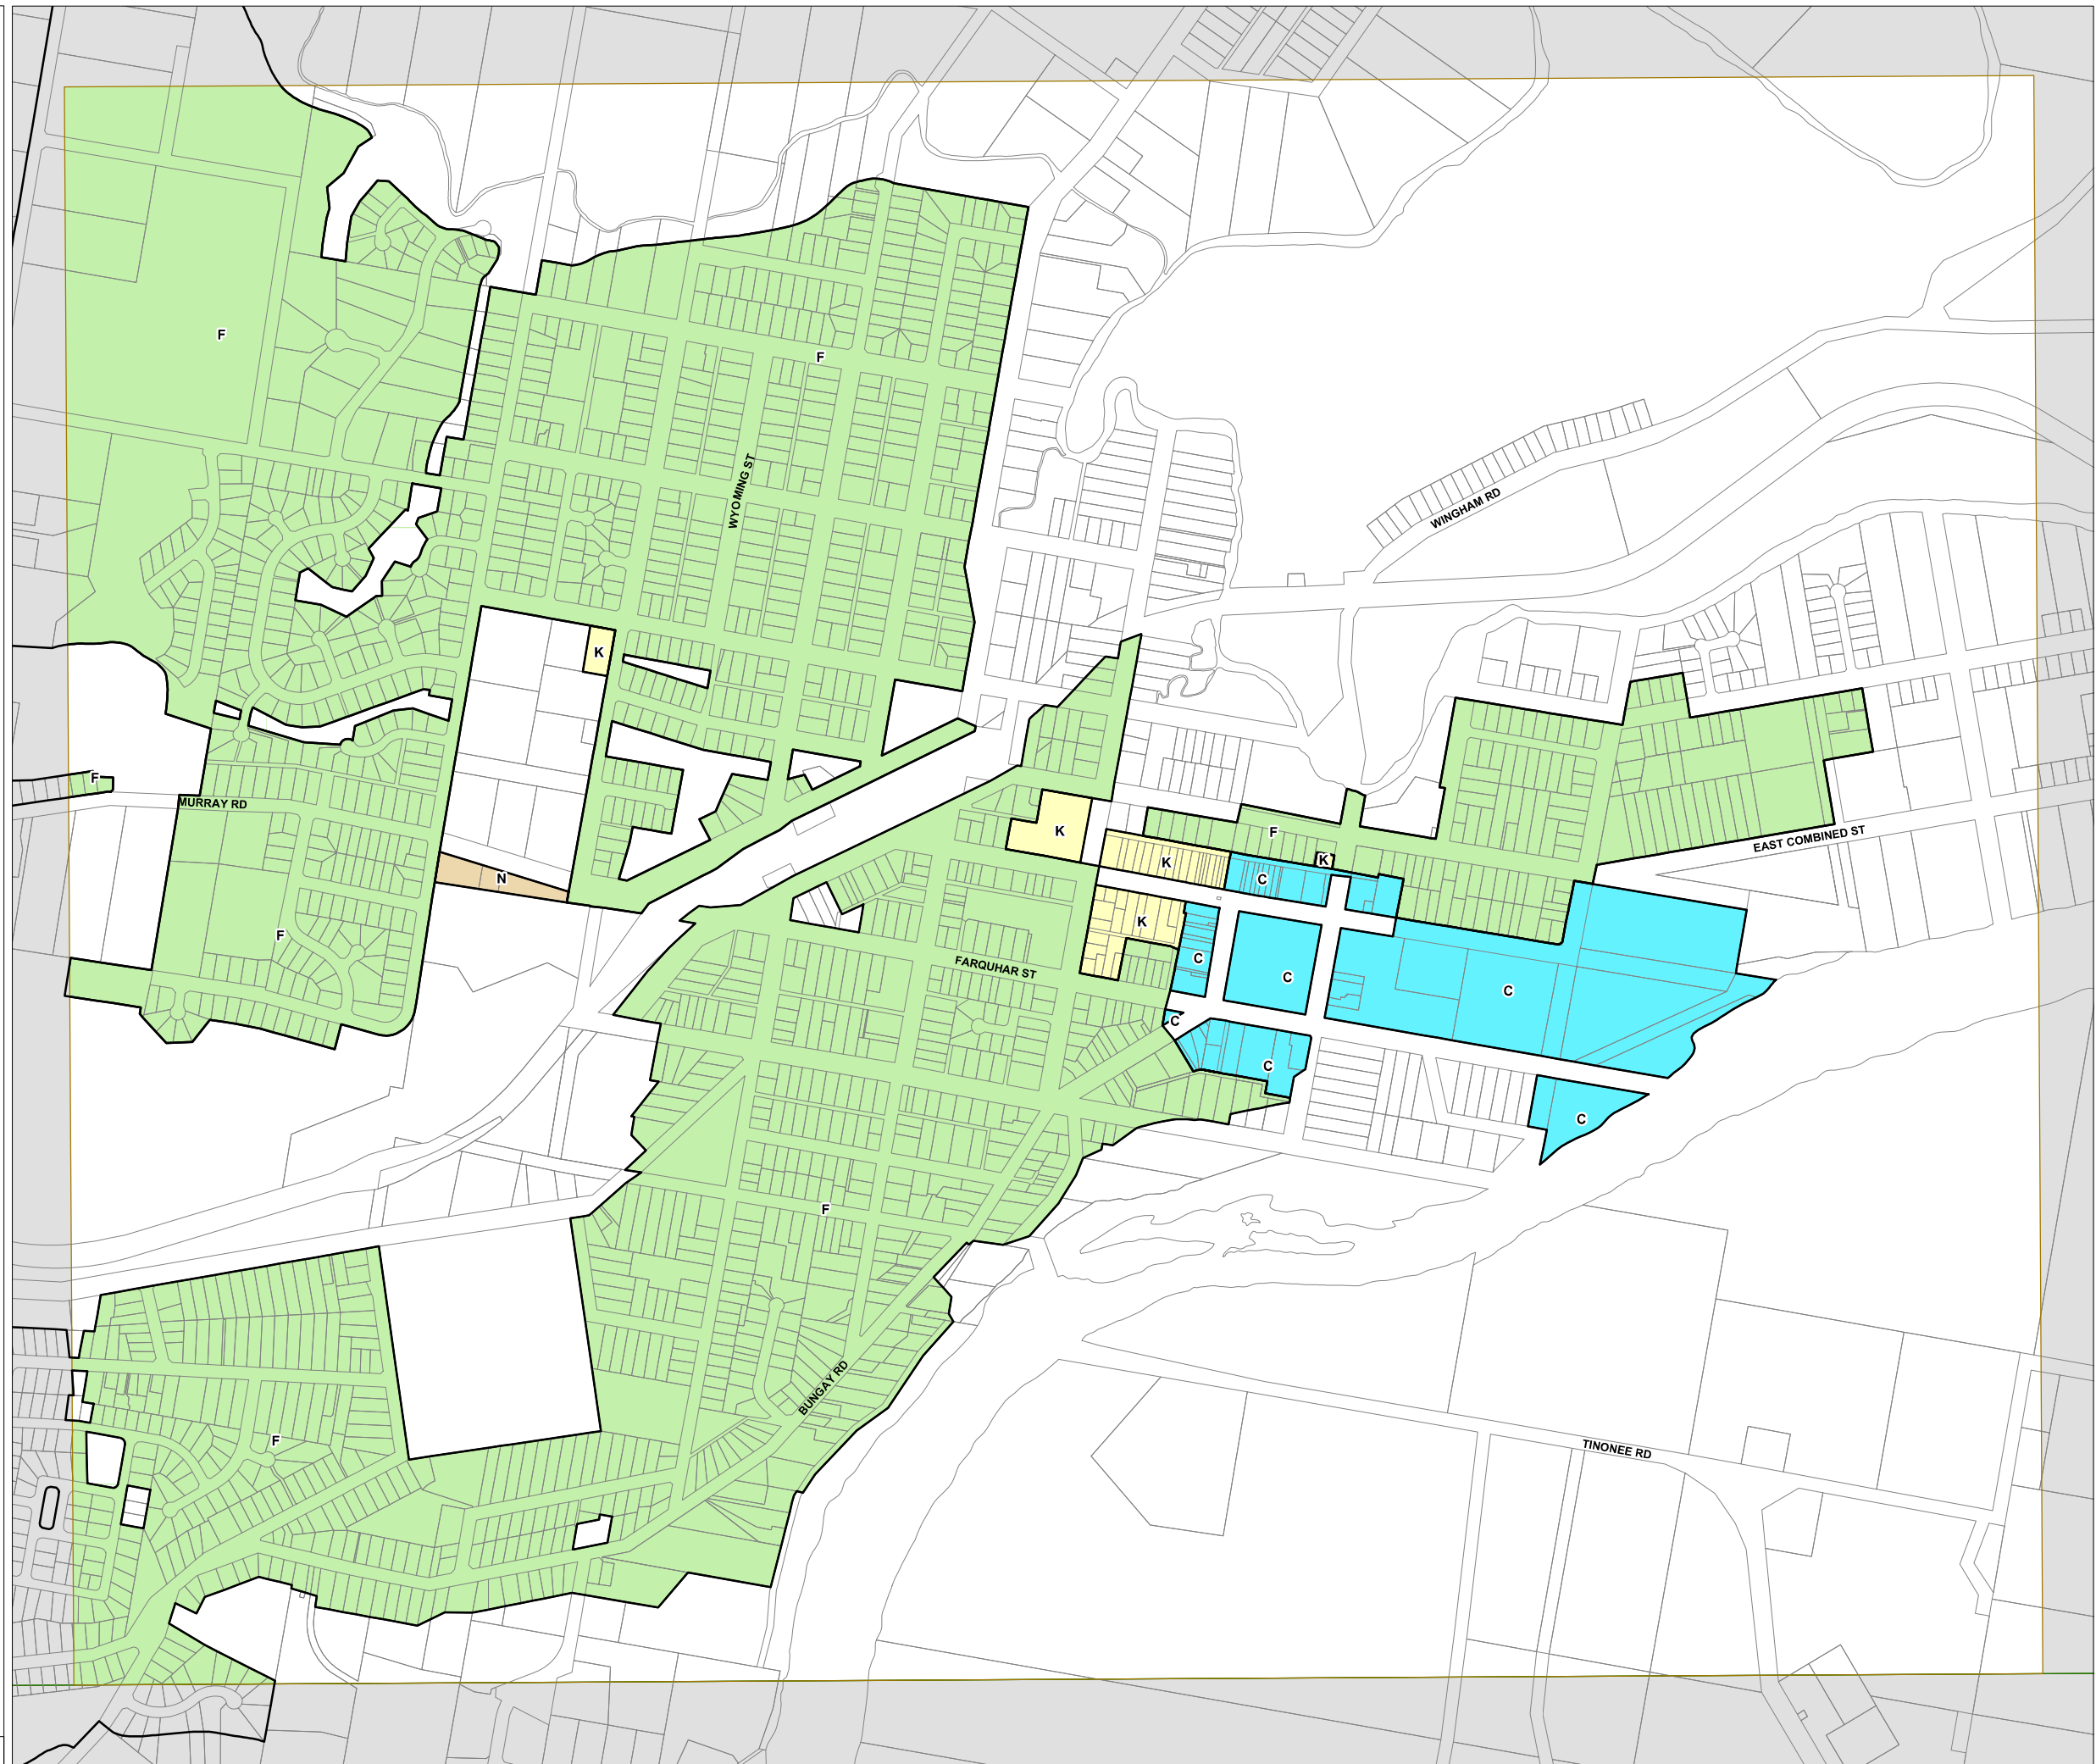 F
F
WYOMING ST
WINGHAM RD
K
F
MURRAY RD
K
F
EAST COMBINED ST
K
K
C
N
K
F
C
FARQUHAR ST
C
C
C
C
C
F
BUNGAY RD
F
TINONEE RD